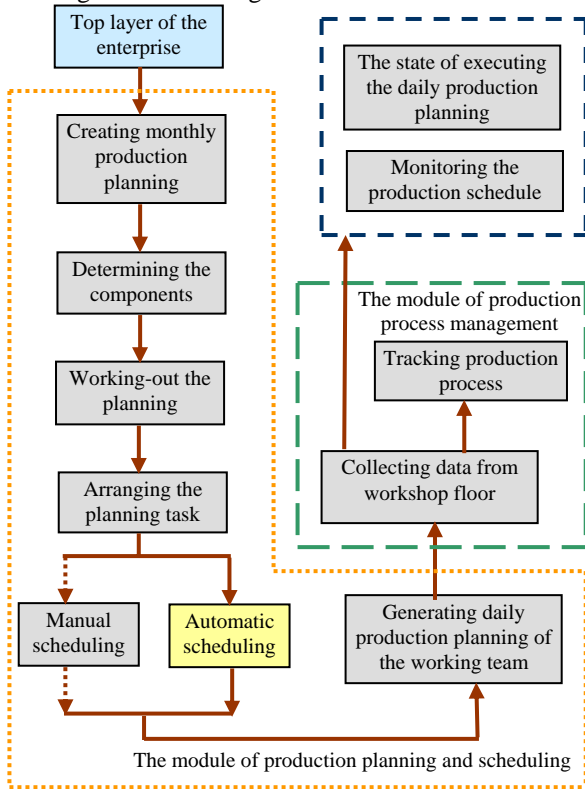 Top layer of the
enterprise
Creating monthly
production
planning
Determining the
components
Working-out the
planning
Arranging the
planning task
Manual
scheduling
Automatic
scheduling
The state of executing
the daily production
planning
Monitoring the
production schedule
The module of production
process management
Tracking production
process
Collecting data from
workshop floor
Generating daily
production planning of
the working team
The module of production planning and scheduling